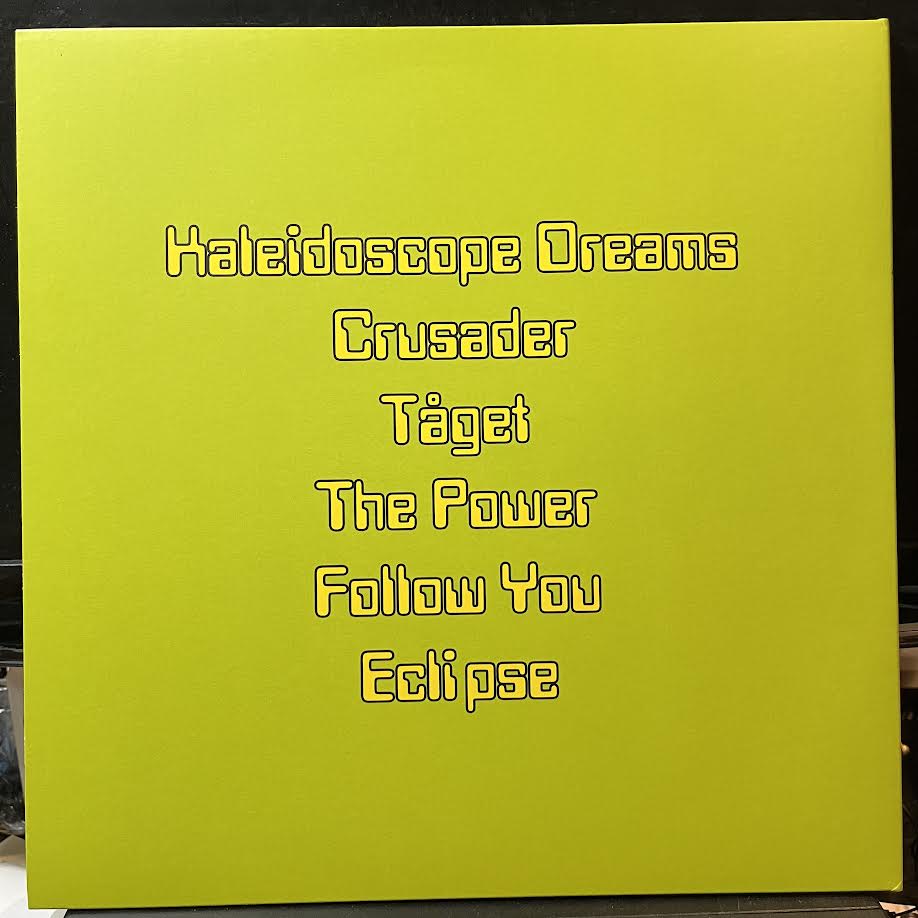 Kaleidoscope Dreams
Crusader
Tåget
The Power
Follow You
Eclipse